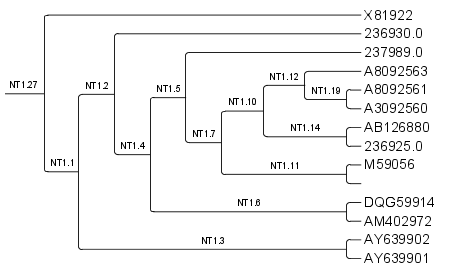 X81922
236930.0
237989.0
A8092563
NT1.12
NT1.27
NT1.2
NT1.5
A8092561
NT1.19
NT1.10
A3092560
AB126880
NT1.14
NT1.7
NT1.4
236925.0
M59056
NT1.11
NT1.1
DQG59914
NT1.6
AM402972
AY639902
NT1.3
AY639901